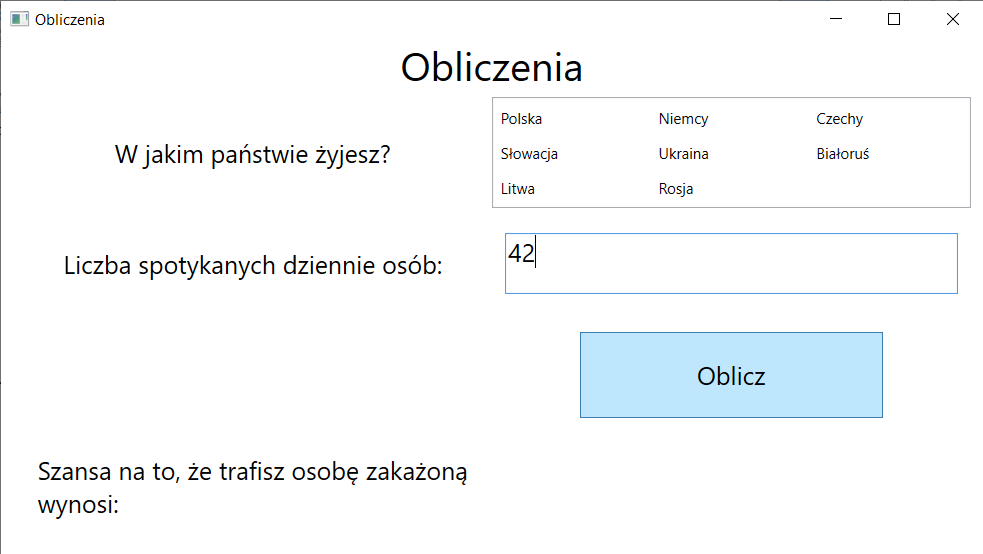 Obliczenia
Obliczenia
W jakim państwie żyjesz?
Polska Niemcy Czechy
Słowacja Ukraina Białoruś
Litwa Rosja
Liczba spotykanych dziennie osób:
42
Oblicz
Szansa na to, że trafisz osobę zakażoną
wynosi: